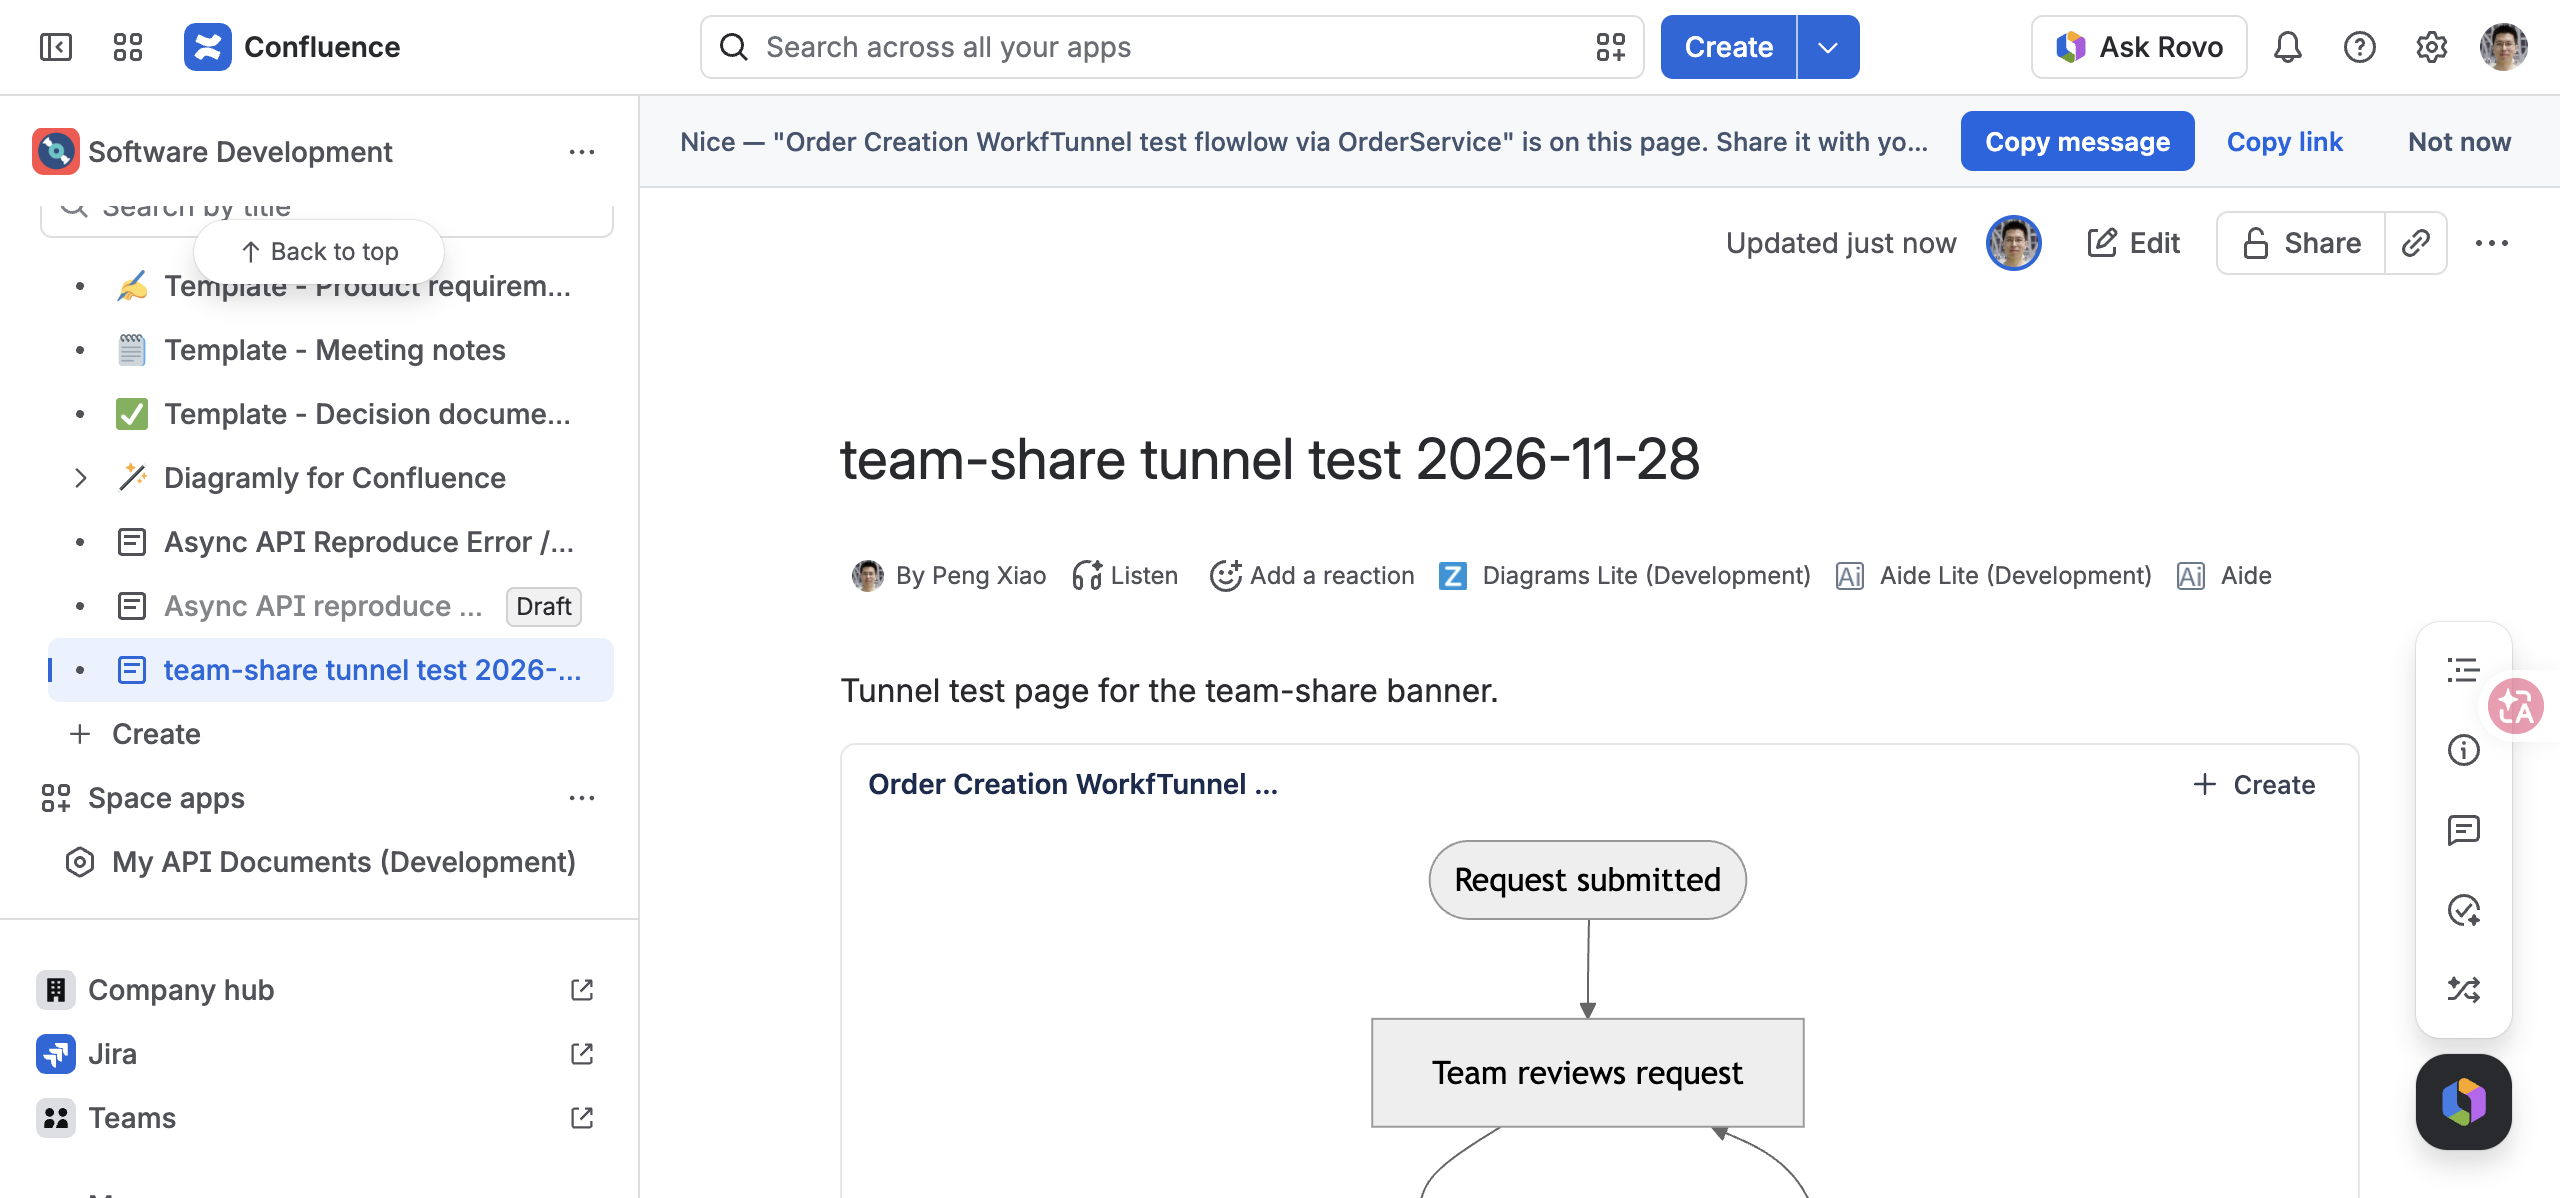 Confluence
Search across all your apps
Create
Ask Rovo
Software Development
Search by title
Back to top
Template - Product requirem...
Template - Meeting notes
Template - Decision docume...
Diagramly for Confluence
Async API Reproduce Error /...
Async API reproduce ... Draft
team-share tunnel test 2026-...
Create
Space apps
My API Documents (Development)
Company hub
Jira
Teams
Nice — "Order Creation WorkfTunnel test flowlow via OrderService" is on this page. Share it with yo...
Copy message
Copy link
Not now
Updated just now
Edit
Share
team-share tunnel test 2026-11-28
By Peng Xiao
Listen
Add a reaction
Z Diagrams Lite (Development)
Ai Aide Lite (Development)
Ai Aide
Tunnel test page for the team-share banner.
Order Creation WorkfTunnel ...
Create
Request submitted
Team reviews request